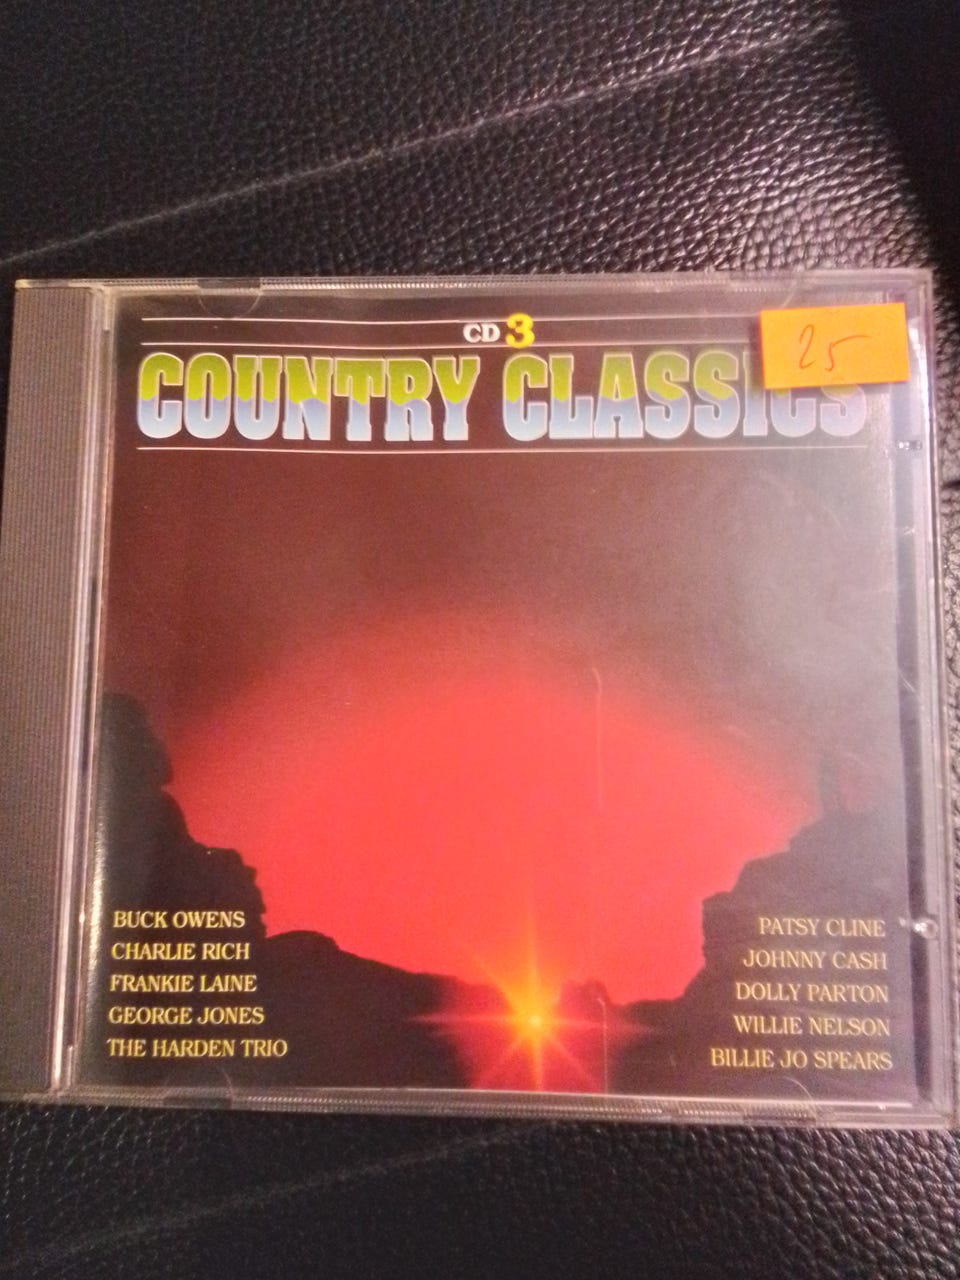 CD 3
25
COUNTRY CLASSICS
BUCK OWENS
CHARLIE RICH
FRANKIE LAINE
GEORGE JONES
THE HARDEN TRIO
PATSY CLINE
JOHNNY CASH
DOLLY PARTON
WILLIE NELSON
BILLIE JO SPEARS